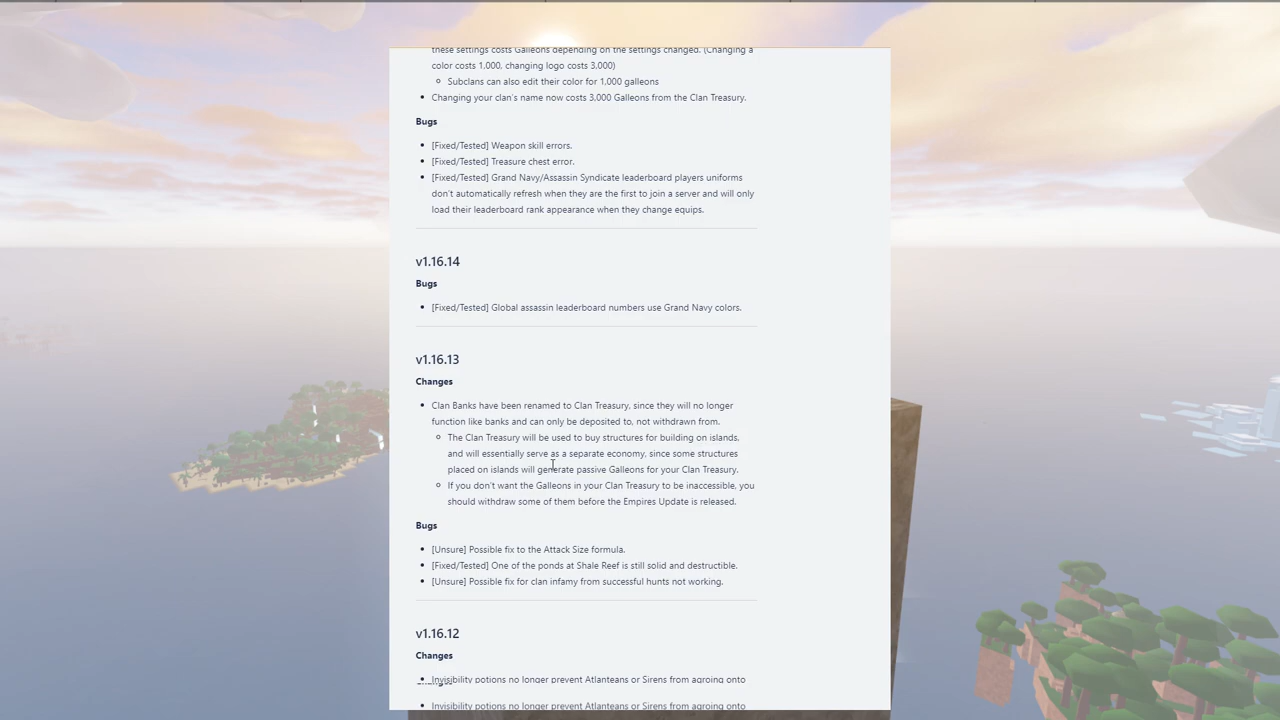 these settings costs Galleons depending on the settings changed. (Changing a
color costs 1,000, changing logo costs 3,000)
Subclans can also edit their color for 1,000 galleons
Changing your clan's name now costs 3,000 Galleons from the Clan Treasury.
Bugs
[Fixed/Tested] Weapon skill errors.
[Fixed/Tested] Treasure chest error.
[Fixed/Tested] Grand Navy/Assassin Syndicate leaderboard players uniforms
don't automatically refresh when they are the first to join a server and will only
load their leaderboard rank appearance when they change equips.
v1.16.14
Bugs
[Fixed/Tested] Global assassin leaderboard numbers use Grand Navy colors.
v1.16.13
Changes
Clan Banks have been renamed to Clan Treasury, since they will no longer
function like banks and can only be deposited to, not withdrawn from.
The Clan Treasury will be used to buy structures for building on islands,
and will essentially serve as a separate economy, since some structures
placed on islands will generate passive Galleons for your Clan Treasury.
If you don't want the Galleons in your Clan Treasury to be inaccessible, you
should withdraw some of them before the Empires Update is released.
Bugs
[Unsure] Possible fix to the Attack Size formula.
[Fixed/Tested] One of the ponds at Shale Reef is still solid and destructible.
[Unsure] Possible fix for clan infamy from successful hunts not working.
v1.16.12
Changes
Invisibility potions no longer prevent Atlanteans or Sirens from agroing onto
Invisibility potions no longer prevent Atlanteans or Sirens from agroing onto